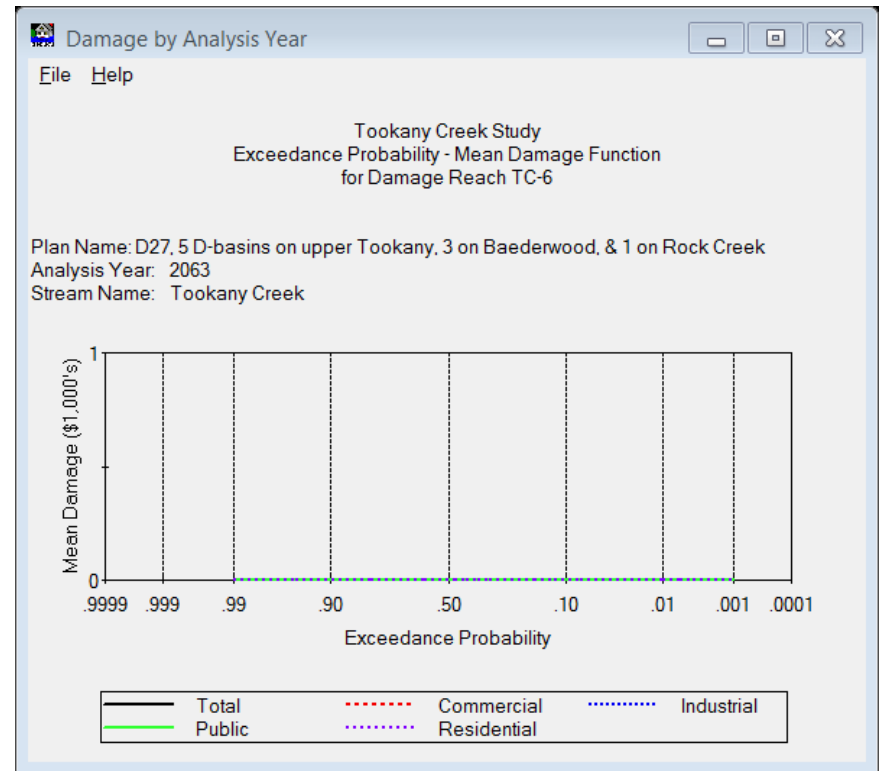 Damage by Analysis Year
File Help
Tookany Creek Study
Exceedance Probability - Mean Damage Function
for Damage Reach TC-6
Plan Name: D27, 5 D-basins on upper Tookany, 3 on Baederwood, & 1 on Rock Creek
Analysis Year: 2063
Stream Name: Tookany Creek
Mean Damage ($1,000's)
1
0
.9999 .999 .99 .90 .50 .10 .01 .001 .0001
Exceedance Probability
Total Commercial Industrial
Public Residential